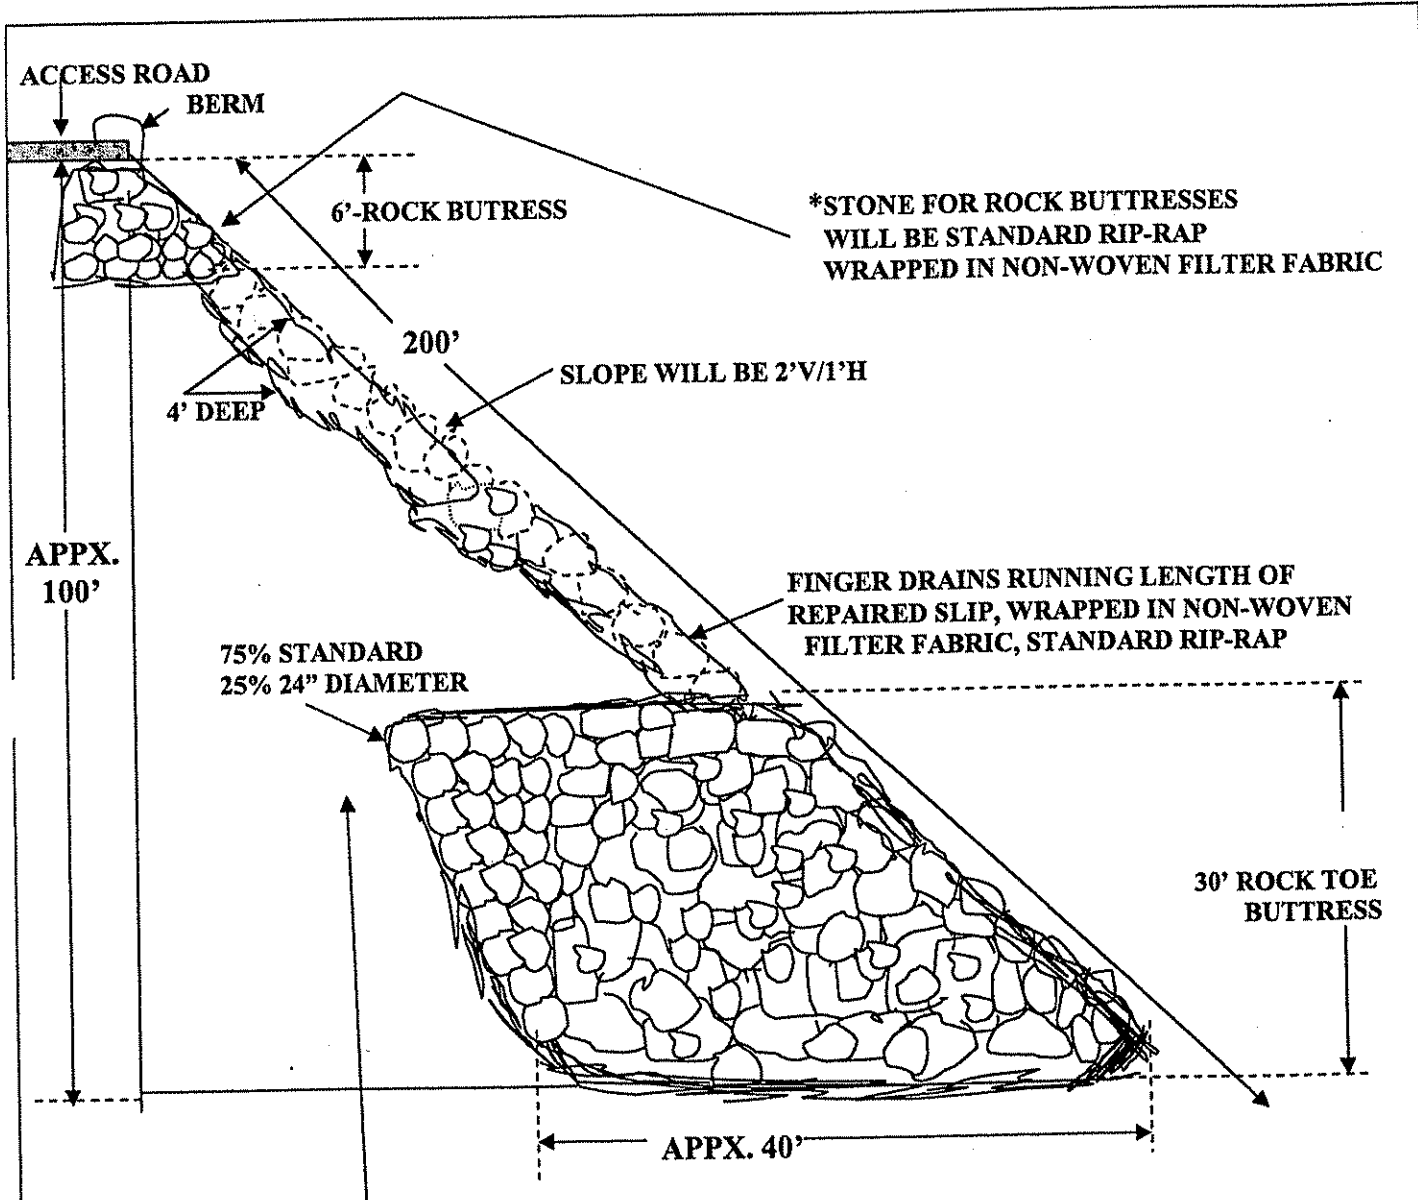 ACCESS ROAD
BERM
6'-ROCK BUTRESS
*STONE FOR ROCK BUTTRESSES
WILL BE STANDARD RIP-RAP
WRAPPED IN NON-WOVEN FILTER FABRIC
200'
SLOPE WILL BE 2'V/1'H
4' DEEP
APPX.
100'
FINGER DRAINS RUNNING LENGTH OF
REPAIRED SLIP, WRAPPED IN NON-WOVEN
FILTER FABRIC, STANDARD RIP-RAP
75% STANDARD
25% 24" DIAMETER
30' ROCK TOE
BUTTRESS
APPX. 40'